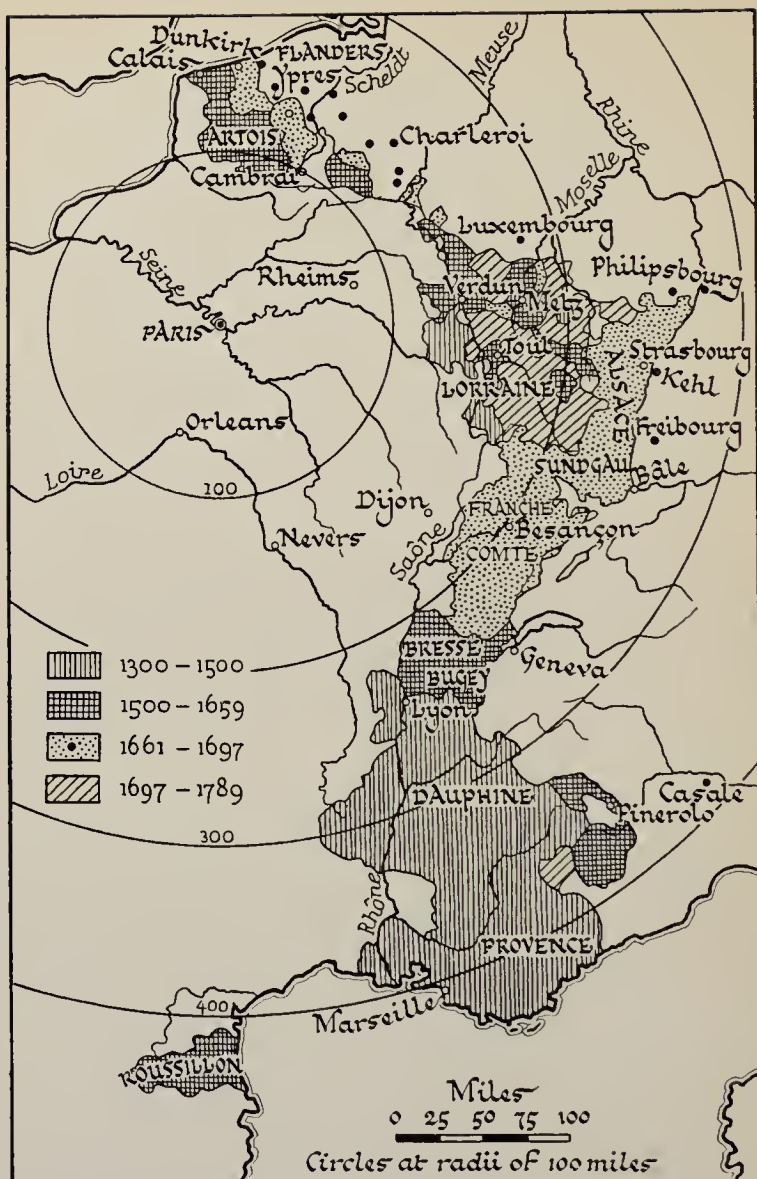 Dunkirk
Calais
FLANDERS
Ypres
Scheldt
Meuse
Rhine
ARTOIS
Charleroi
Moselle
Cambrai
Luxembourg
Seine
Rheims
Verdun
Metz
Philipsbourg
PARIS
Toul
Strasbourg
ALSACE
Kehl
LORRAINE
Orleans
Freibourg
SUNDGAU
Loire
100
Bâle
Dijon
FRANCHE
COMTE
Besançon
Nevers
Saône
1300 – 1500
BRESSE
Geneva
1500 – 1659
BUGEY
Lyon
1661 – 1697
1697 – 1789
DAUPHINE
Casale
Pinerolo
300
Rhône
PROVENCE
400
Marseille
ROUSSILLON
Miles
0 25 50 75 100
Circles at radii of 100 miles